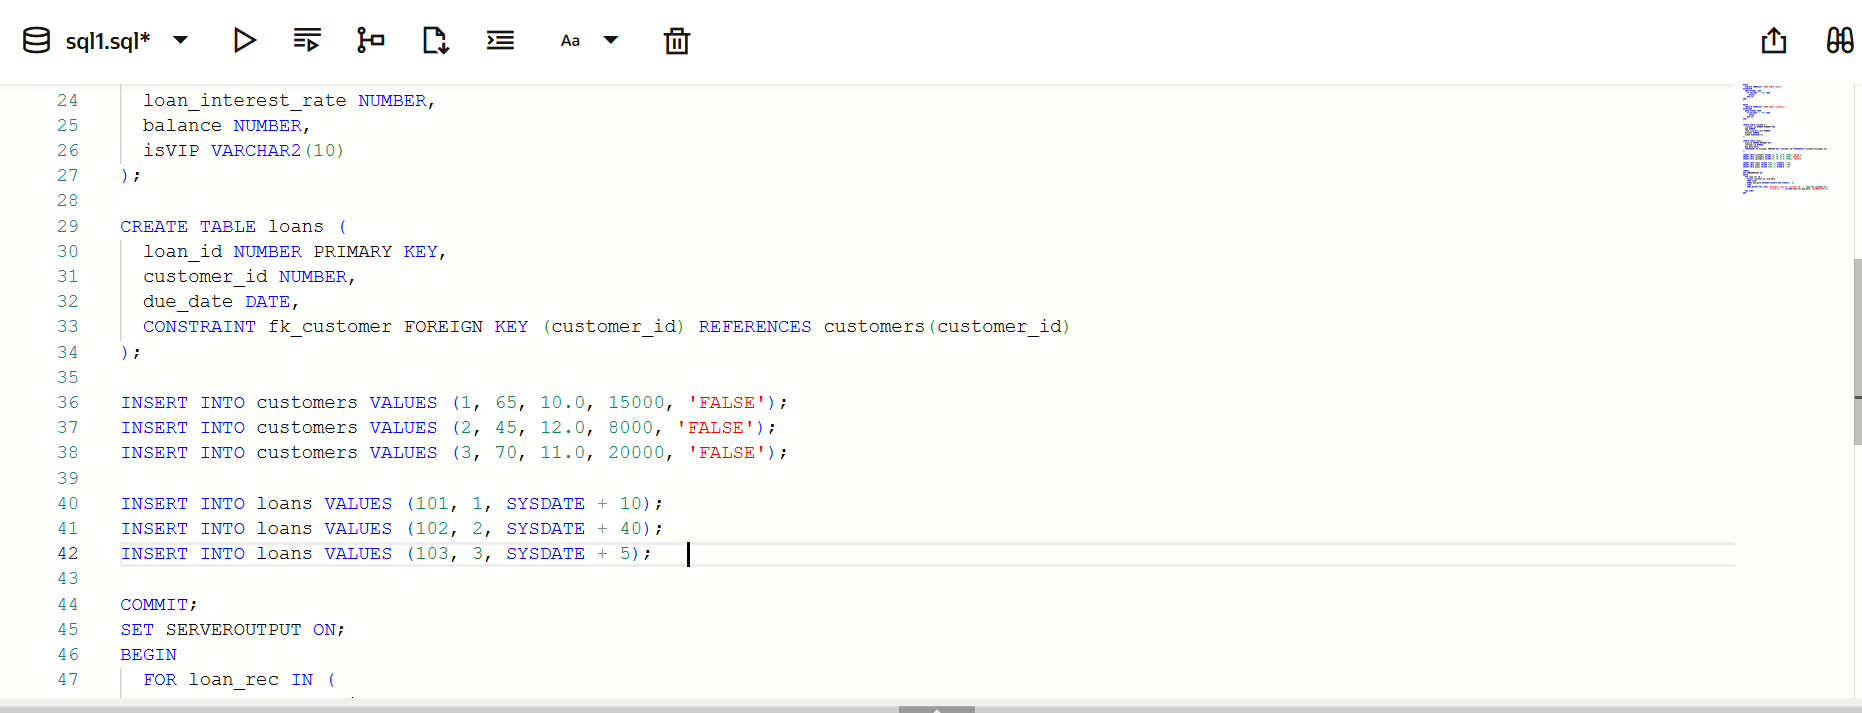 sql1.sql*
Aa
24 loan_interest_rate NUMBER,
25 balance NUMBER,
26 isVIP VARCHAR2(10)
27 );
28
29 CREATE TABLE loans (
30 loan_id NUMBER PRIMARY KEY,
31 customer_id NUMBER,
32 due_date DATE,
33 CONSTRAINT fk_customer FOREIGN KEY (customer_id) REFERENCES customers(customer_id)
34 );
35
36 INSERT INTO customers VALUES (1, 65, 10.0, 15000, 'FALSE');
37 INSERT INTO customers VALUES (2, 45, 12.0, 8000, 'FALSE');
38 INSERT INTO customers VALUES (3, 70, 11.0, 20000, 'FALSE');
39
40 INSERT INTO loans VALUES (101, 1, SYSDATE + 10);
41 INSERT INTO loans VALUES (102, 2, SYSDATE + 40);
42 INSERT INTO loans VALUES (103, 3, SYSDATE + 5);
43
44 COMMIT;
45 SET SERVEROUTPUT ON;
46 BEGIN
47 FOR loan_rec IN (